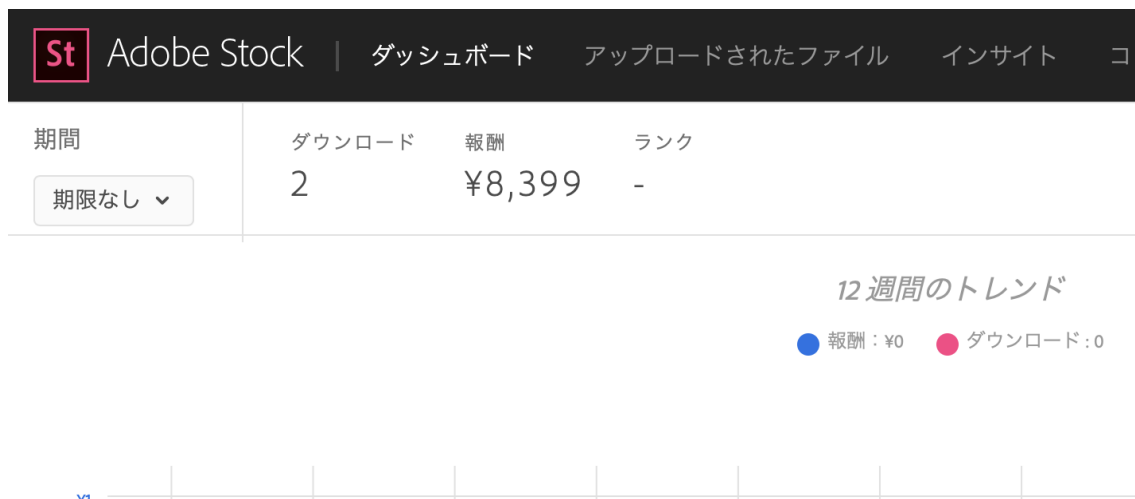 St Adobe Stock | ダッシュボード アップロードされたファイル インサイト コ
期間
期限なし
ダウンロード 報酬 ランク
2 ¥8,399 -
12 週間のトレンド
報酬：¥0 ダウンロード : 0
¥1